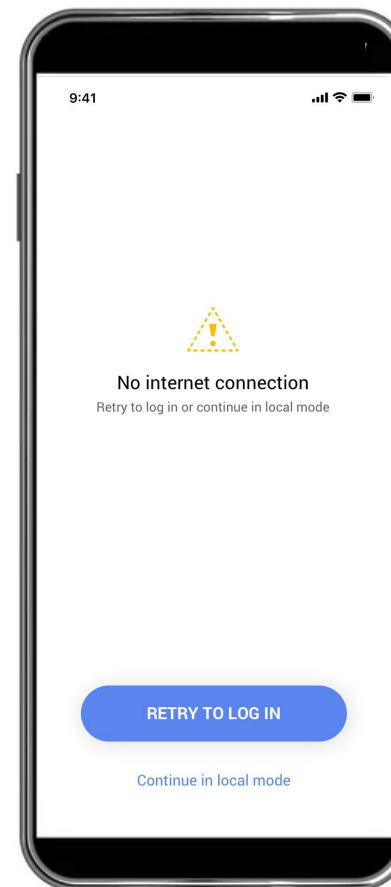 9:41
No internet connection
Retry to log in or continue in local mode
RETRY TO LOG IN
Continue in local mode